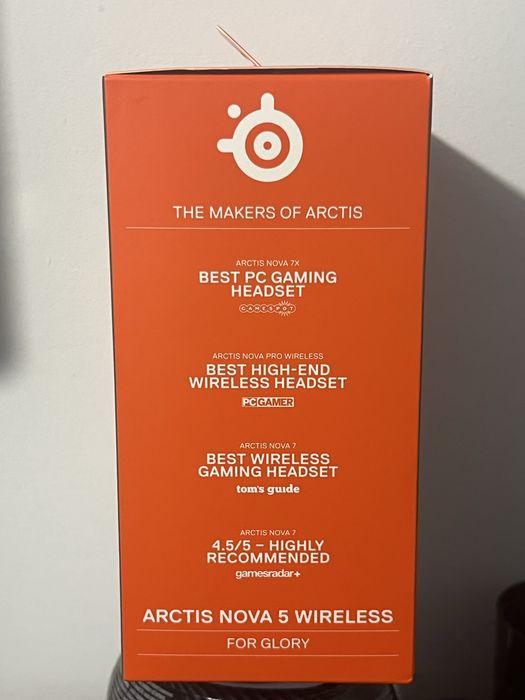 THE MAKERS OF ARCTIS
ARCTIS NOVA 7X
BEST PC GAMING
HEADSET
GAMESPOT
ARCTIS NOVA PRO WIRELESS
BEST HIGH-END
WIRELESS HEADSET
PC GAMER
ARCTIS NOVA 7
BEST WIRELESS
GAMING HEADSET
tom's guide
ARCTIS NOVA 7
4.5/5 – HIGHLY
RECOMMENDED
gamesradar+
ARCTIS NOVA 5 WIRELESS
FOR GLORY